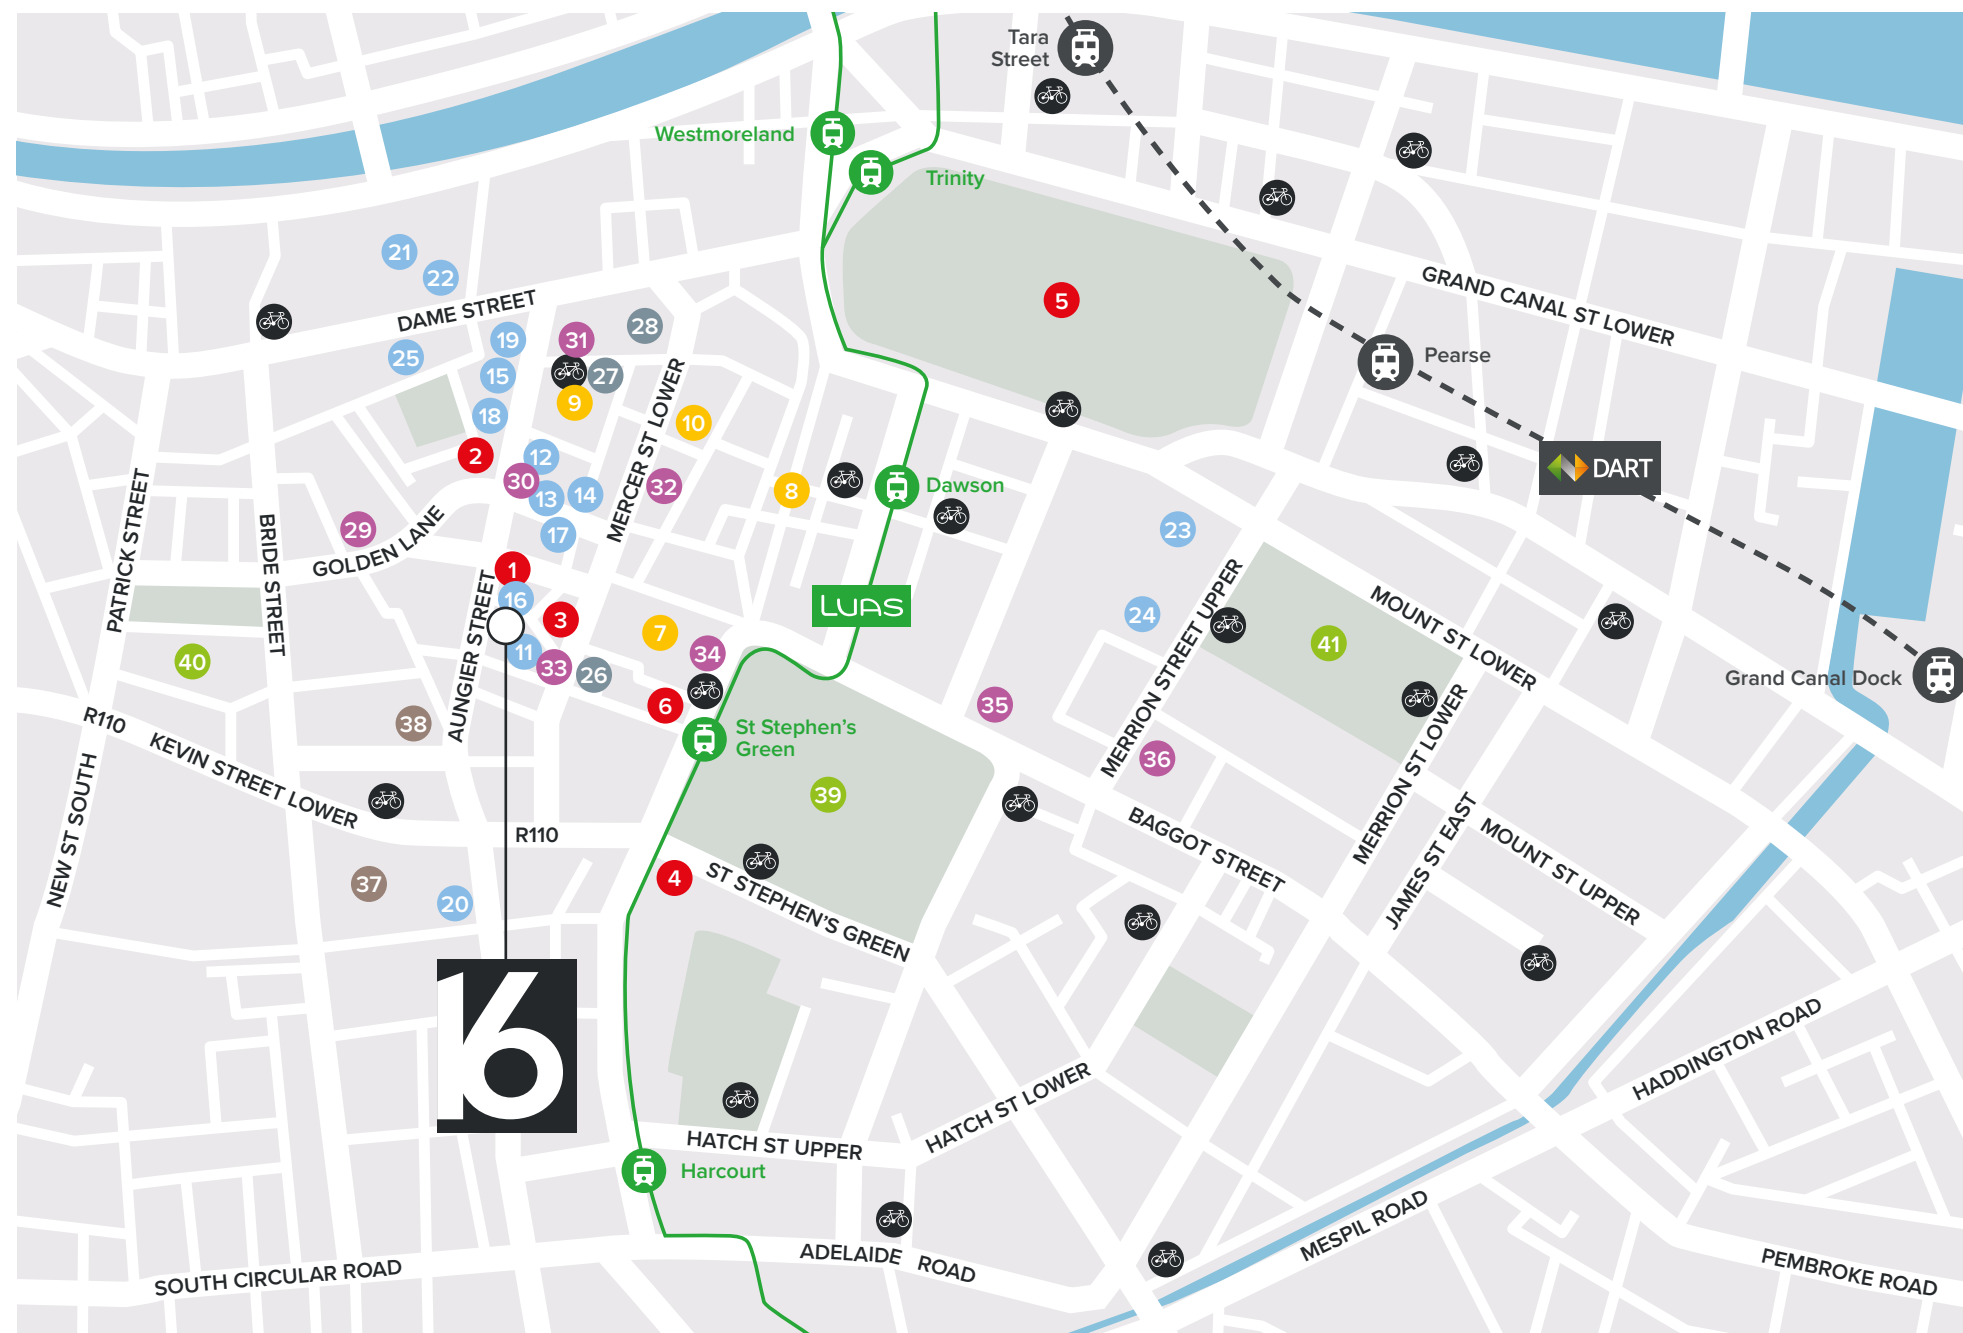 Tara
Street
Westmoreland
Trinity
21
22
5
GRAND CANAL ST LOWER
DAME STREET
28
31
19
25
15
27
Pearse
9
18
10
MERCER ST LOWER
2
12
30
13
14
32
8
Dawson
DART
PATRICK STREET
BRIDE STREET
29
GOLDEN LANE
17
23
1
16
LUAS
MOUNT ST LOWER
24
3
7
41
AUNGIER STREET
MERRION STREET UPPER
11
33
34
26
40
Grand Canal Dock
6
35
R110
38
St Stephen's
Green
MERRION ST LOWER
36
KEVIN STREET LOWER
39
NEW ST SOUTH
R110
BAGGOT STREET
JAMES ST EAST
MOUNT ST UPPER
37
4
20
ST STEPHEN'S GREEN
16
HADDINGTON ROAD
HATCH ST LOWER
HATCH ST UPPER
Harcourt
MESPIL ROAD
ADELAIDE ROAD
SOUTH CIRCULAR ROAD
PEMBROKE ROAD